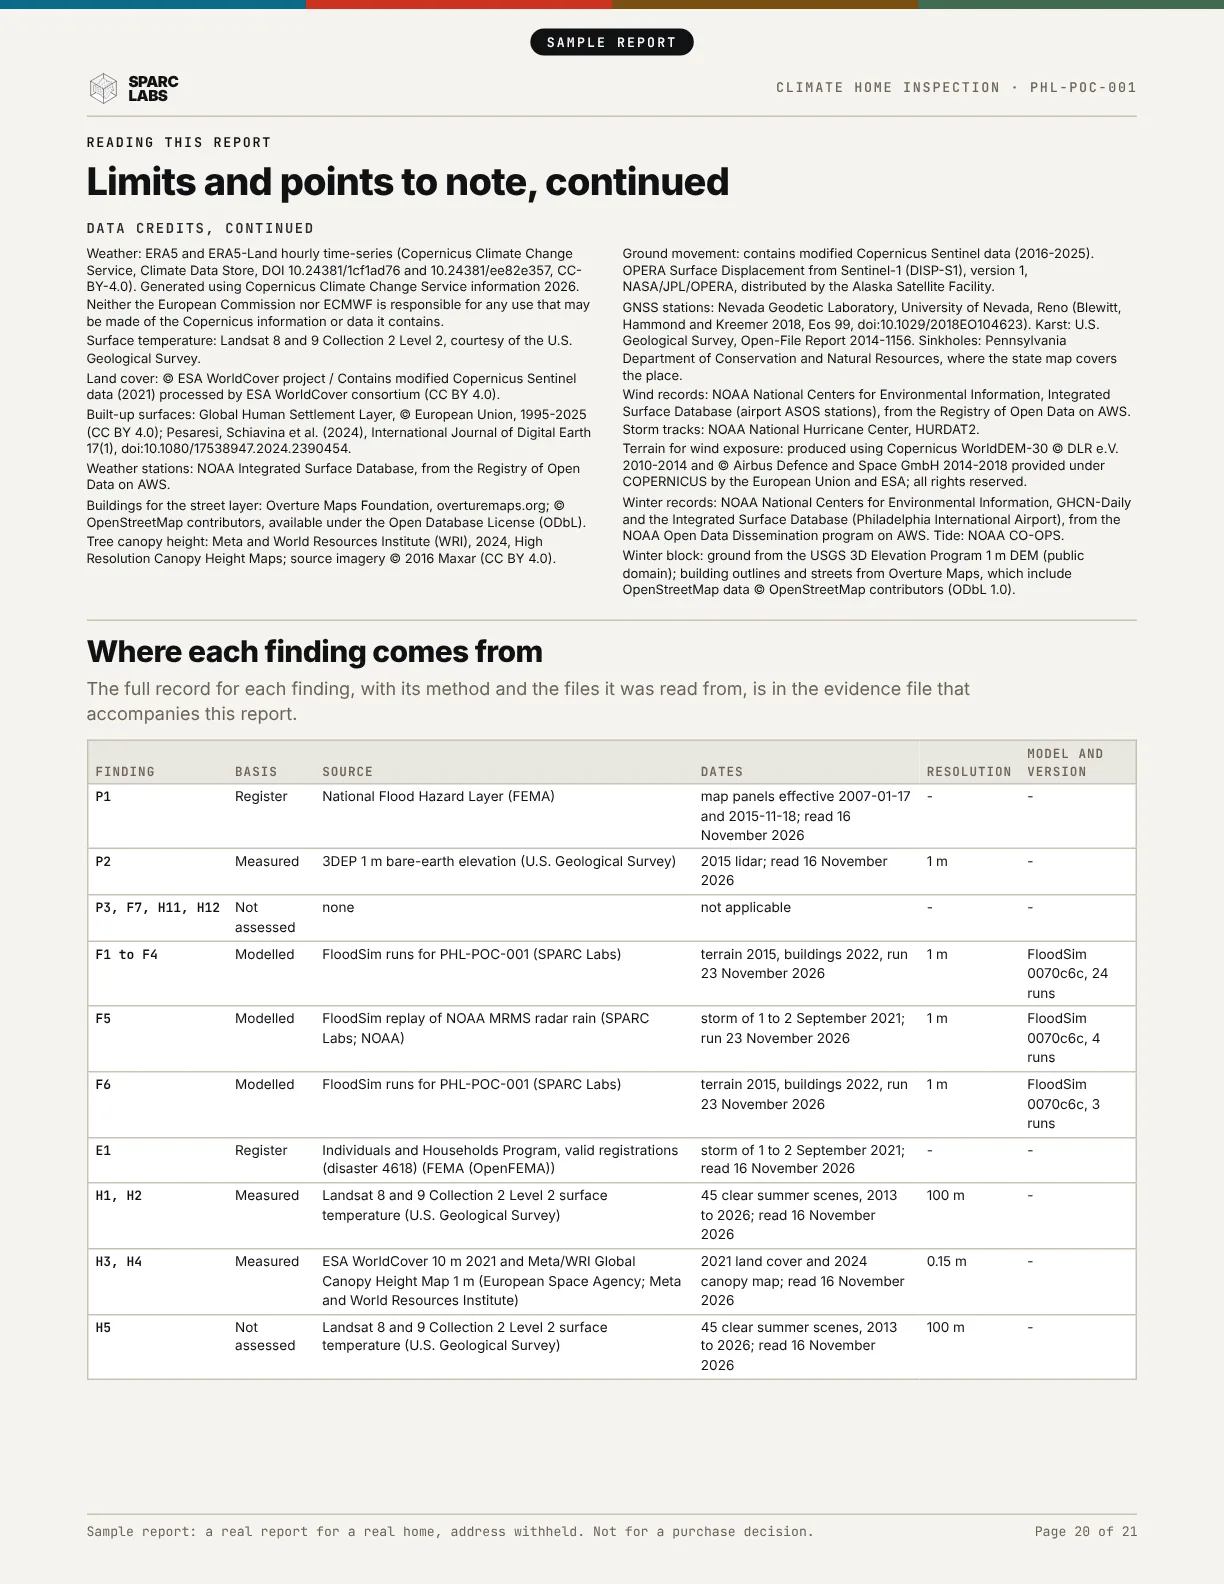 SAMPLE REPORT
SPARC
LABS
CLIMATE HOME INSPECTION · PHL-POC-001
READING THIS REPORT
Limits and points to note, continued
DATA CREDITS, CONTINUED
Weather: ERA5 and ERA5-Land hourly time-series (Copernicus Climate Change
Service, Climate Data Store, DOI 10.24381/1cf1ad76 and 10.24381/ee82e357, CC-
BY-4.0). Generated using Copernicus Climate Change Service information 2026.
Neither the European Commission nor ECMWF is responsible for any use that may
be made of the Copernicus information or data it contains.
Surface temperature: Landsat 8 and 9 Collection 2 Level 2, courtesy of the U.S.
Geological Survey.
Land cover: © ESA WorldCover project / Contains modified Copernicus Sentinel
data (2021) processed by ESA WorldCover consortium (CC BY 4.0).
Built-up surfaces: Global Human Settlement Layer, © European Union, 1995-2025
(CC BY 4.0); Pesaresi, Schiavina et al. (2024), International Journal of Digital Earth
17(1), doi:10.1080/17538947.2024.2390454.
Weather stations: NOAA Integrated Surface Database, from the Registry of Open
Data on AWS.
Buildings for the street layer: Overture Maps Foundation, overturemaps.org; ©
OpenStreetMap contributors, available under the Open Database License (ODbL).
Tree canopy height: Meta and World Resources Institute (WRI), 2024, High
Resolution Canopy Height Maps; source imagery © 2016 Maxar (CC BY 4.0).
Ground movement: contains modified Copernicus Sentinel data (2016-2025).
OPERA Surface Displacement from Sentinel-1 (DISP-S1), version 1,
NASA/JPL/OPERA, distributed by the Alaska Satellite Facility.
GNSS stations: Nevada Geodetic Laboratory, University of Nevada, Reno (Blewitt,
Hammond and Kreemer 2018, Eos 99, doi:10.1029/2018EO104623). Karst: U.S.
Geological Survey, Open-File Report 2014-1156. Sinkholes: Pennsylvania
Department of Conservation and Natural Resources, where the state map covers
the place.
Wind records: NOAA National Centers for Environmental Information, Integrated
Surface Database (airport ASOS stations), from the Registry of Open Data on AWS.
Storm tracks: NOAA National Hurricane Center, HURDAT2.
Terrain for wind exposure: produced using Copernicus WorldDEM-30 © DLR e.V.
2010-2014 and © Airbus Defence and Space GmbH 2014-2018 provided under
COPERNICUS by the European Union and ESA; all rights reserved.
Winter records: NOAA National Centers for Environmental Information, GHCN-Daily
and the Integrated Surface Database (Philadelphia International Airport), from the
NOAA Open Data Dissemination program on AWS. Tide: NOAA CO-OPS.
Winter block: ground from the USGS 3D Elevation Program 1 m DEM (public
domain); building outlines and streets from Overture Maps, which include
OpenStreetMap data © OpenStreetMap contributors (ODbL 1.0).
Where each finding comes from
The full record for each finding, with its method and the files it was read from, is in the evidence file that
accompanies this report.
FINDING BASIS SOURCE DATES RESOLUTION MODEL AND
VERSION
P1 Register National Flood Hazard Layer (FEMA) map panels effective 2007-01-17 - -
and 2015-11-18; read 16
November 2026
P2 Measured 3DEP 1 m bare-earth elevation (U.S. Geological Survey) 2015 lidar; read 16 November 1 m -
2026
P3, F7, H11, H12 Not none not applicable - -
assessed
F1 to F4 Modelled FloodSim runs for PHL-POC-001 (SPARC Labs) terrain 2015, buildings 2022, run 1 m FloodSim
23 November 2026 0070c6c, 24
runs
F5 Modelled FloodSim replay of NOAA MRMS radar rain (SPARC storm of 1 to 2 September 2021; 1 m FloodSim
Labs; NOAA) run 23 November 2026 0070c6c, 4
runs
F6 Modelled FloodSim runs for PHL-POC-001 (SPARC Labs) terrain 2015, buildings 2022, run 1 m FloodSim
23 November 2026 0070c6c, 3
runs
E1 Register Individuals and Households Program, valid registrations storm of 1 to 2 September 2021; - -
(disaster 4618) (FEMA (OpenFEMA)) read 16 November 2026
H1, H2 Measured Landsat 8 and 9 Collection 2 Level 2 surface 45 clear summer scenes, 2013 100 m -
temperature (U.S. Geological Survey) to 2026; read 16 November
2026
H3, H4 Measured ESA WorldCover 10 m 2021 and Meta/WRI Global 2021 land cover and 2024 0.15 m -
Canopy Height Map 1 m (European Space Agency; Meta canopy map; read 16 November
and World Resources Institute) 2026
H5 Not Landsat 8 and 9 Collection 2 Level 2 surface 45 clear summer scenes, 2013 100 m -
assessed temperature (U.S. Geological Survey) to 2026; read 16 November
2026
Sample report: a real report for a real home, address withheld. Not for a purchase decision.
Page 20 of 21